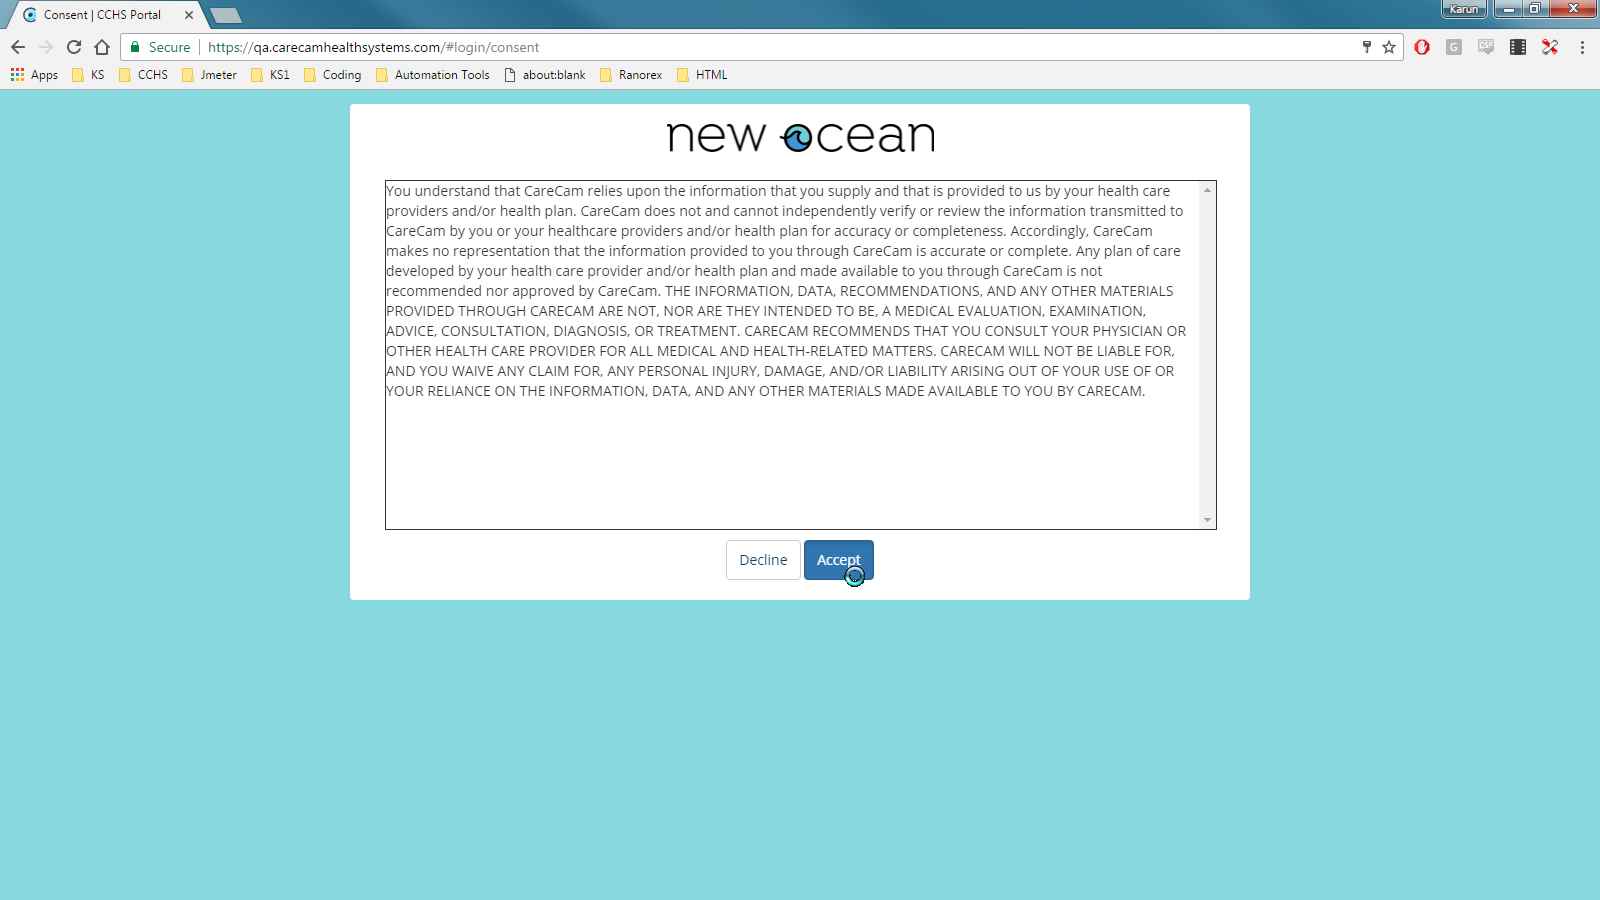 Consent | CCHS Portal
Karun
Secure https://qa.carecamhealthsystems.com/#login/consent
G CSP
Apps KS CCHS Jmeter KS1 Coding Automation Tools about:blank Ranorex HTML
new ocean
You understand that CareCam relies upon the information that you supply and that is provided to us by your health care
providers and/or health plan. CareCam does not and cannot independently verify or review the information transmitted to
CareCam by you or your healthcare providers and/or health plan for accuracy or completeness. Accordingly, CareCam
makes no representation that the information provided to you through CareCam is accurate or complete. Any plan of care
developed by your health care provider and/or health plan and made available to you through CareCam is not
recommended nor approved by CareCam. THE INFORMATION, DATA, RECOMMENDATIONS, AND ANY OTHER MATERIALS
PROVIDED THROUGH CARECAM ARE NOT, NOR ARE THEY INTENDED TO BE, A MEDICAL EVALUATION, EXAMINATION,
ADVICE, CONSULTATION, DIAGNOSIS, OR TREATMENT. CARECAM RECOMMENDS THAT YOU CONSULT YOUR PHYSICIAN OR
OTHER HEALTH CARE PROVIDER FOR ALL MEDICAL AND HEALTH-RELATED MATTERS. CARECAM WILL NOT BE LIABLE FOR,
AND YOU WAIVE ANY CLAIM FOR, ANY PERSONAL INJURY, DAMAGE, AND/OR LIABILITY ARISING OUT OF YOUR USE OF OR
YOUR RELIANCE ON THE INFORMATION, DATA, AND ANY OTHER MATERIALS MADE AVAILABLE TO YOU BY CARECAM.
Decline Accept